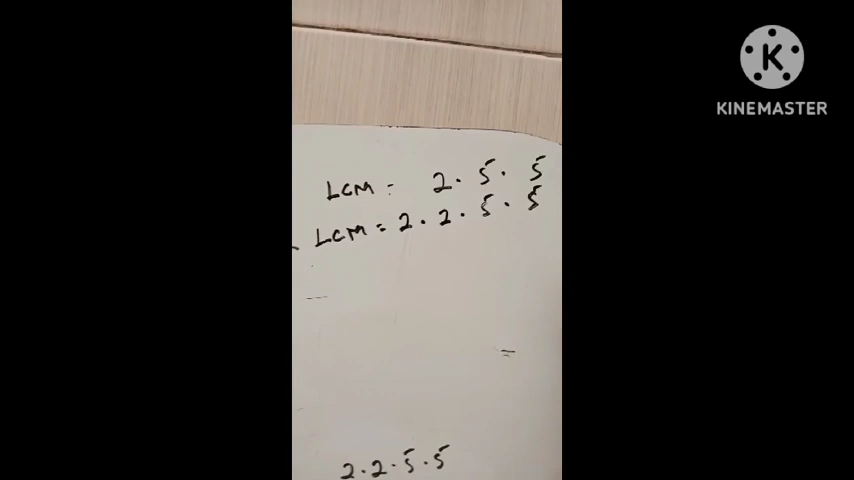 K
KINEMASTER
LCM = 2. 5. 5
LCM = 2.2.5.5
=
2.2.5.5